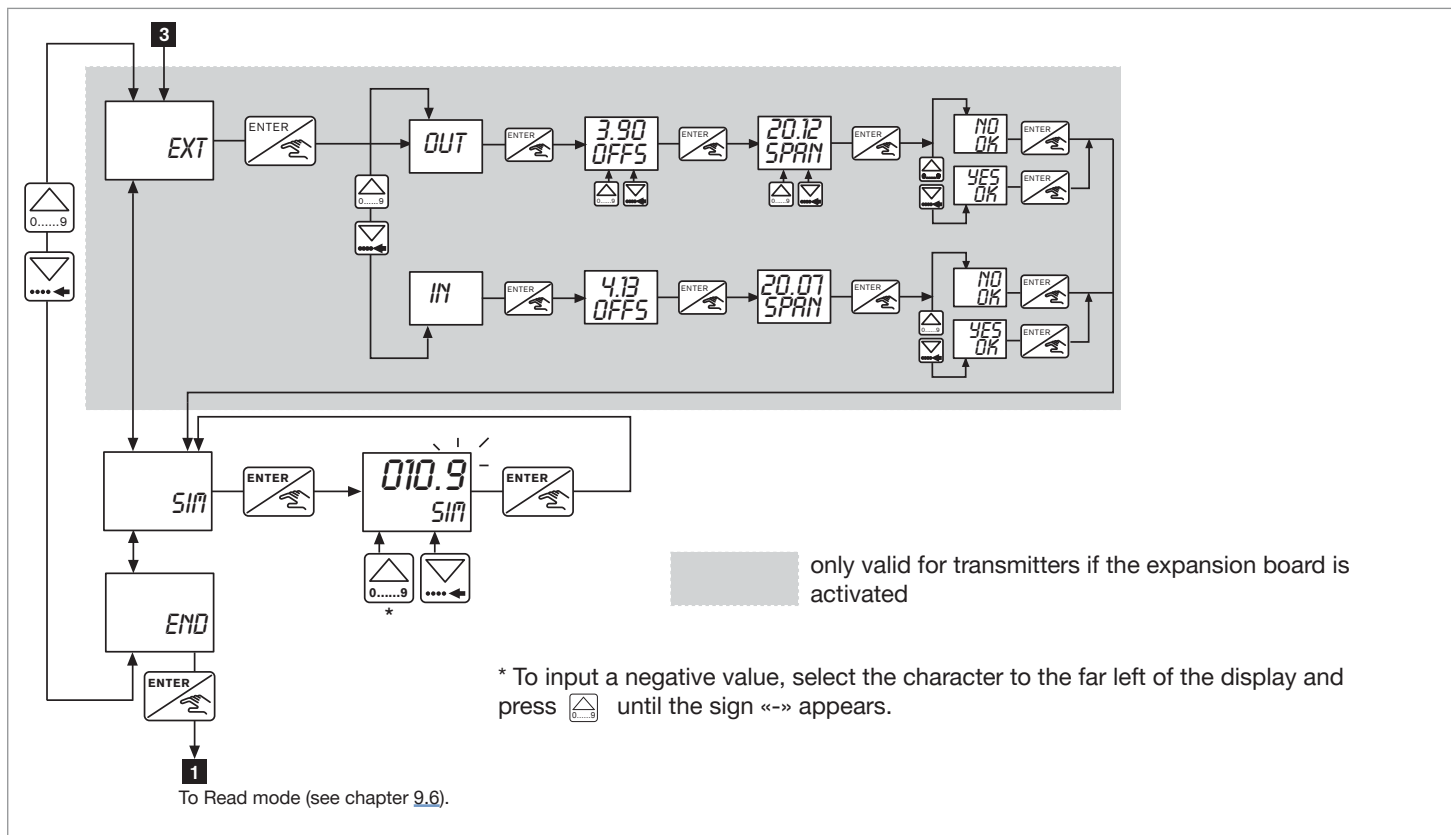 3
EXT
ENTER
OUT
ENTER
3.90
OFFS
ENTER
20.12
SPAN
ENTER
NO
OK
ENTER
YES
OK
ENTER
0......9
0......9
0......9
0......9
0......9
IN
ENTER
4.13
OFFS
ENTER
20.07
SPAN
ENTER
NO
OK
ENTER
YES
OK
ENTER
0......9
SIM
ENTER
010.9
SIM
ENTER
0......9
*
only valid for transmitters if the expansion board is
activated
END
ENTER
* To input a negative value, select the character to the far left of the display and
press 0......9 until the sign «-» appears.
1
To Read mode (see chapter 9.6).